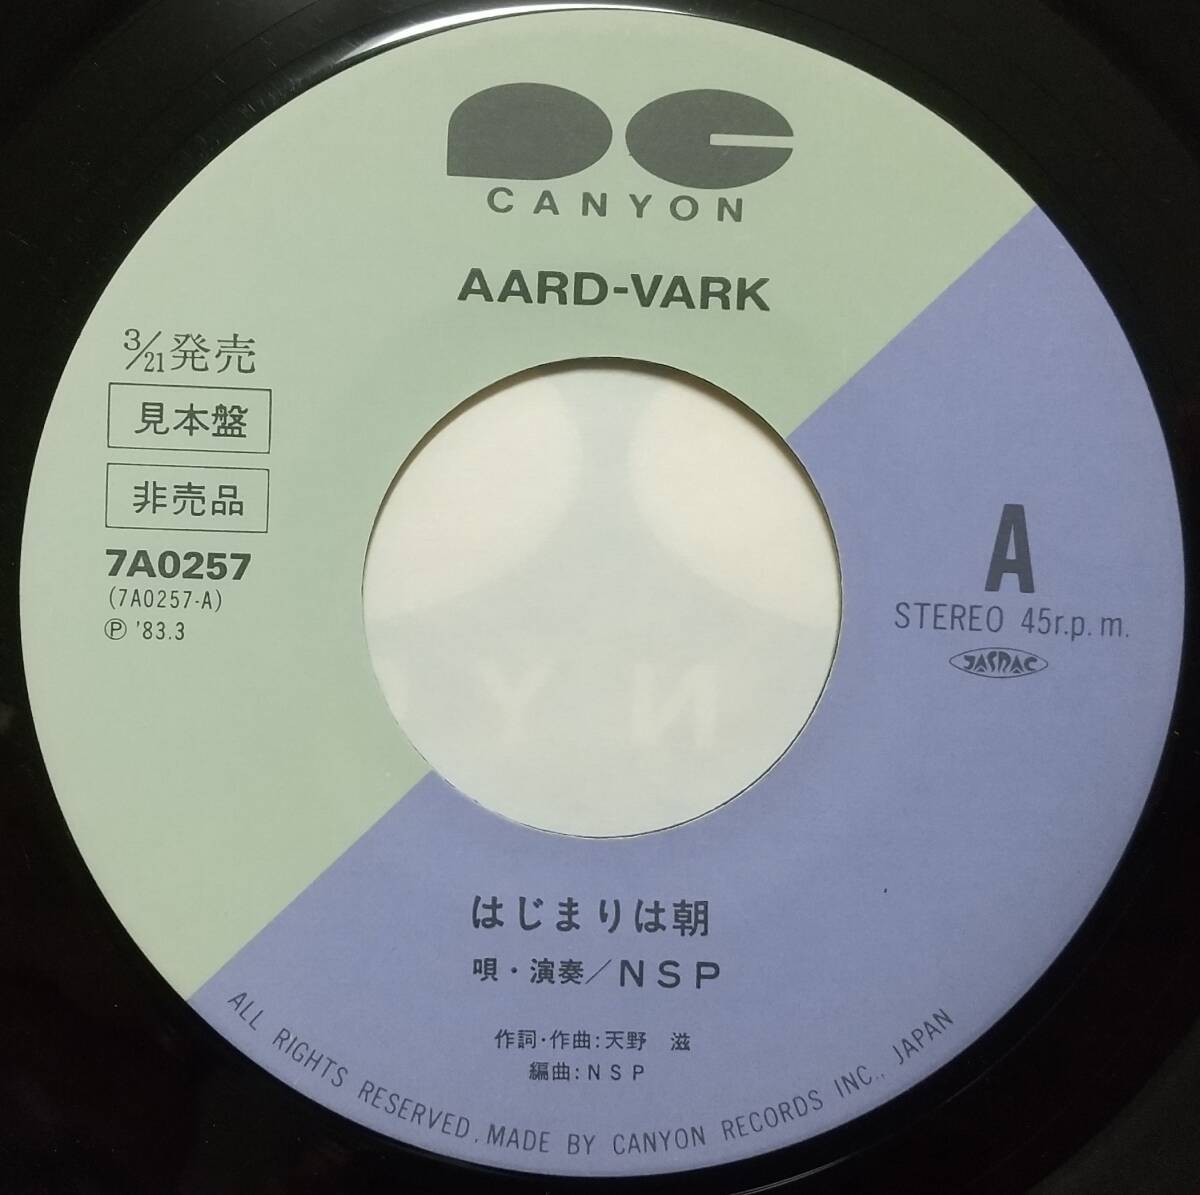 CANYON
AARD-VARK
3/21発売
見本盤
非売品
7A0257
(7A0257-A)
Ⓟ '83.3
A
STEREO 45r.p.m.
JASRAC
はじまりは朝
唄・演奏/NSP
作詞・作曲:天野 滋
編曲:NSP
ALL RIGHTS RESERVED. MADE BY CANYON RECORDS INC., JAPAN